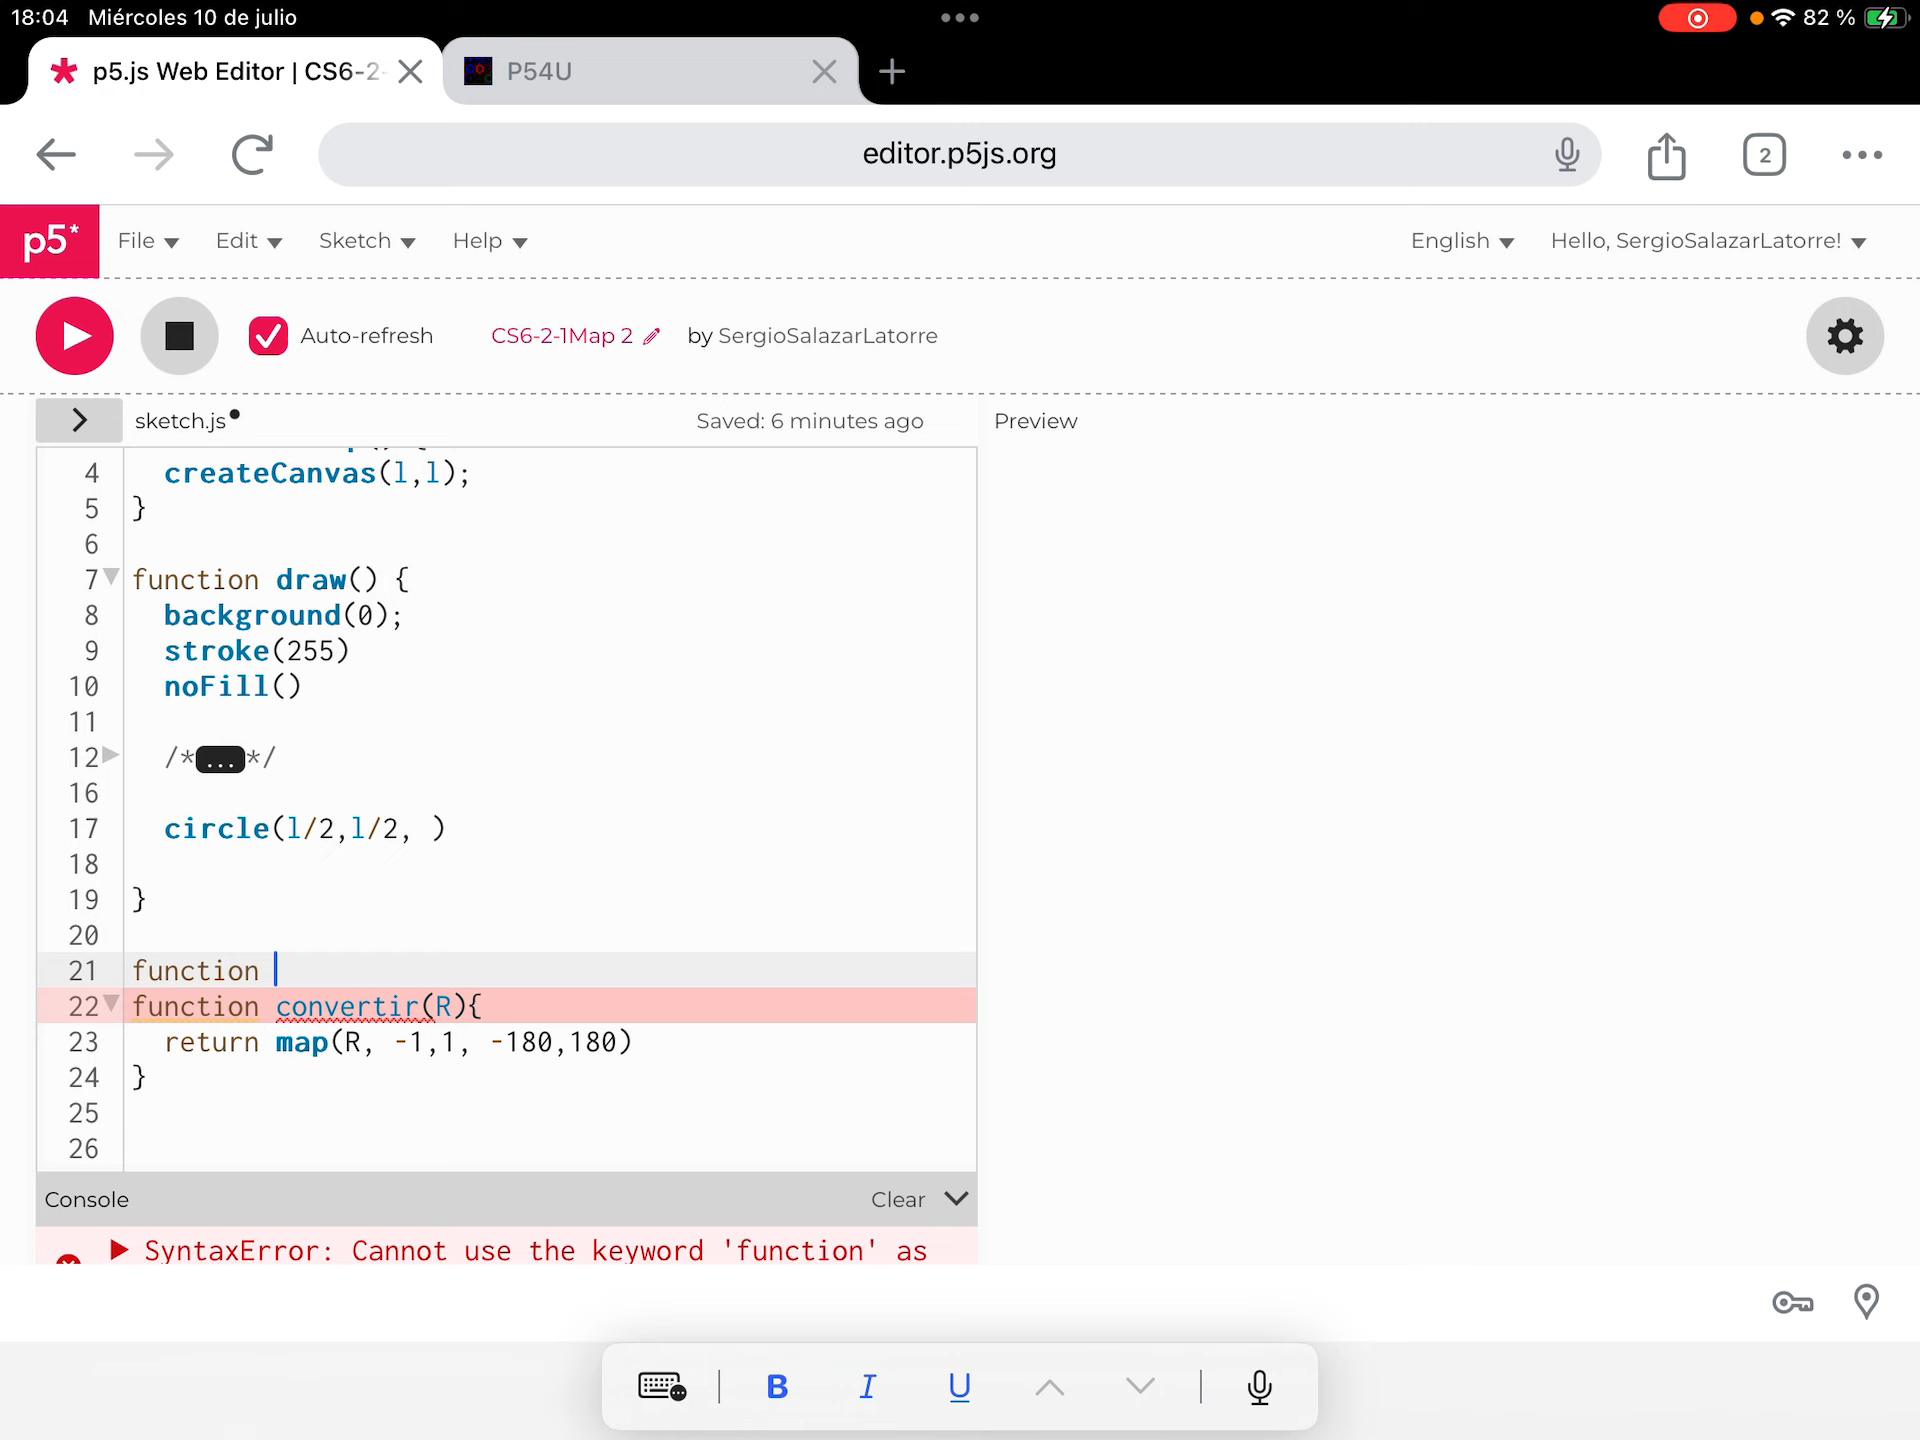 18:04 Miércoles 10 de julio
82 %
p5.js Web Editor | CS6-2-
P54U
editor.p5js.org
2
p5*
File Edit Sketch Help
English Hello, SergioSalazarLatorre!
Auto-refresh CS6-2-1Map 2 by SergioSalazarLatorre
sketch.js Saved: 6 minutes ago Preview
4 createCanvas(l,l);
5 }
6
7 function draw() {
8 background(0);
9 stroke(255)
10 noFill()
11
12 /*...*/
16
17 circle(l/2,l/2, )
18
19 }
20
21 function
22 function convertir(R){
23 return map(R, -1,1, -180,180)
24 }
25
26
Console Clear
SyntaxError: Cannot use the keyword 'function' as
B I U